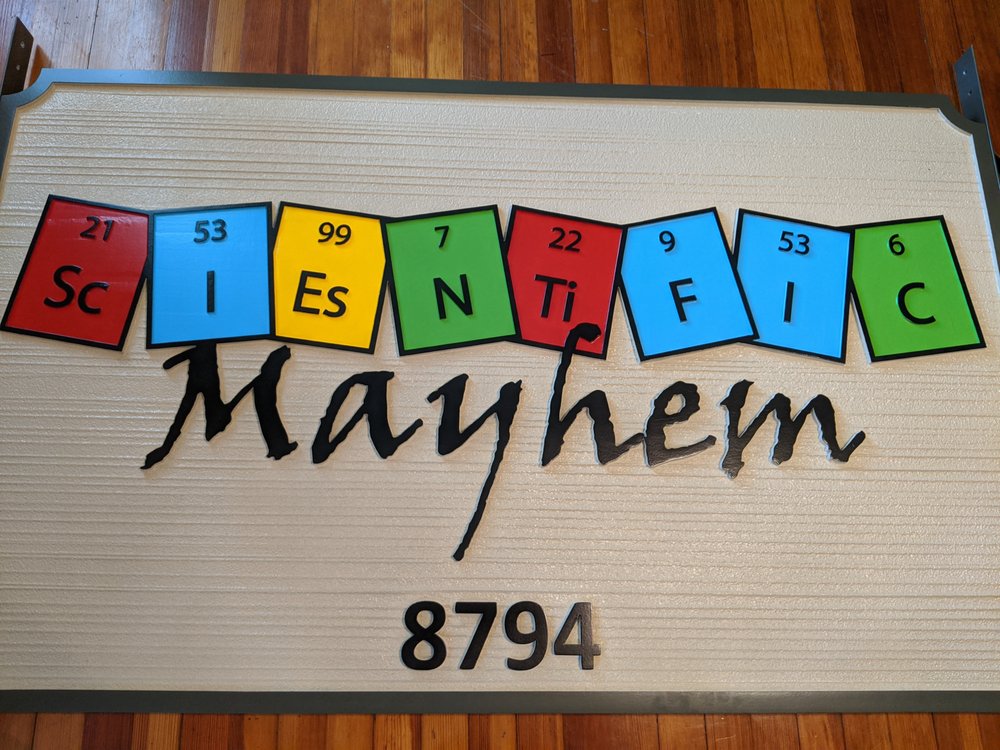 21 53 99 7 22 9 53 6
Sc I Es N Ti F I C
Mayhem
8794